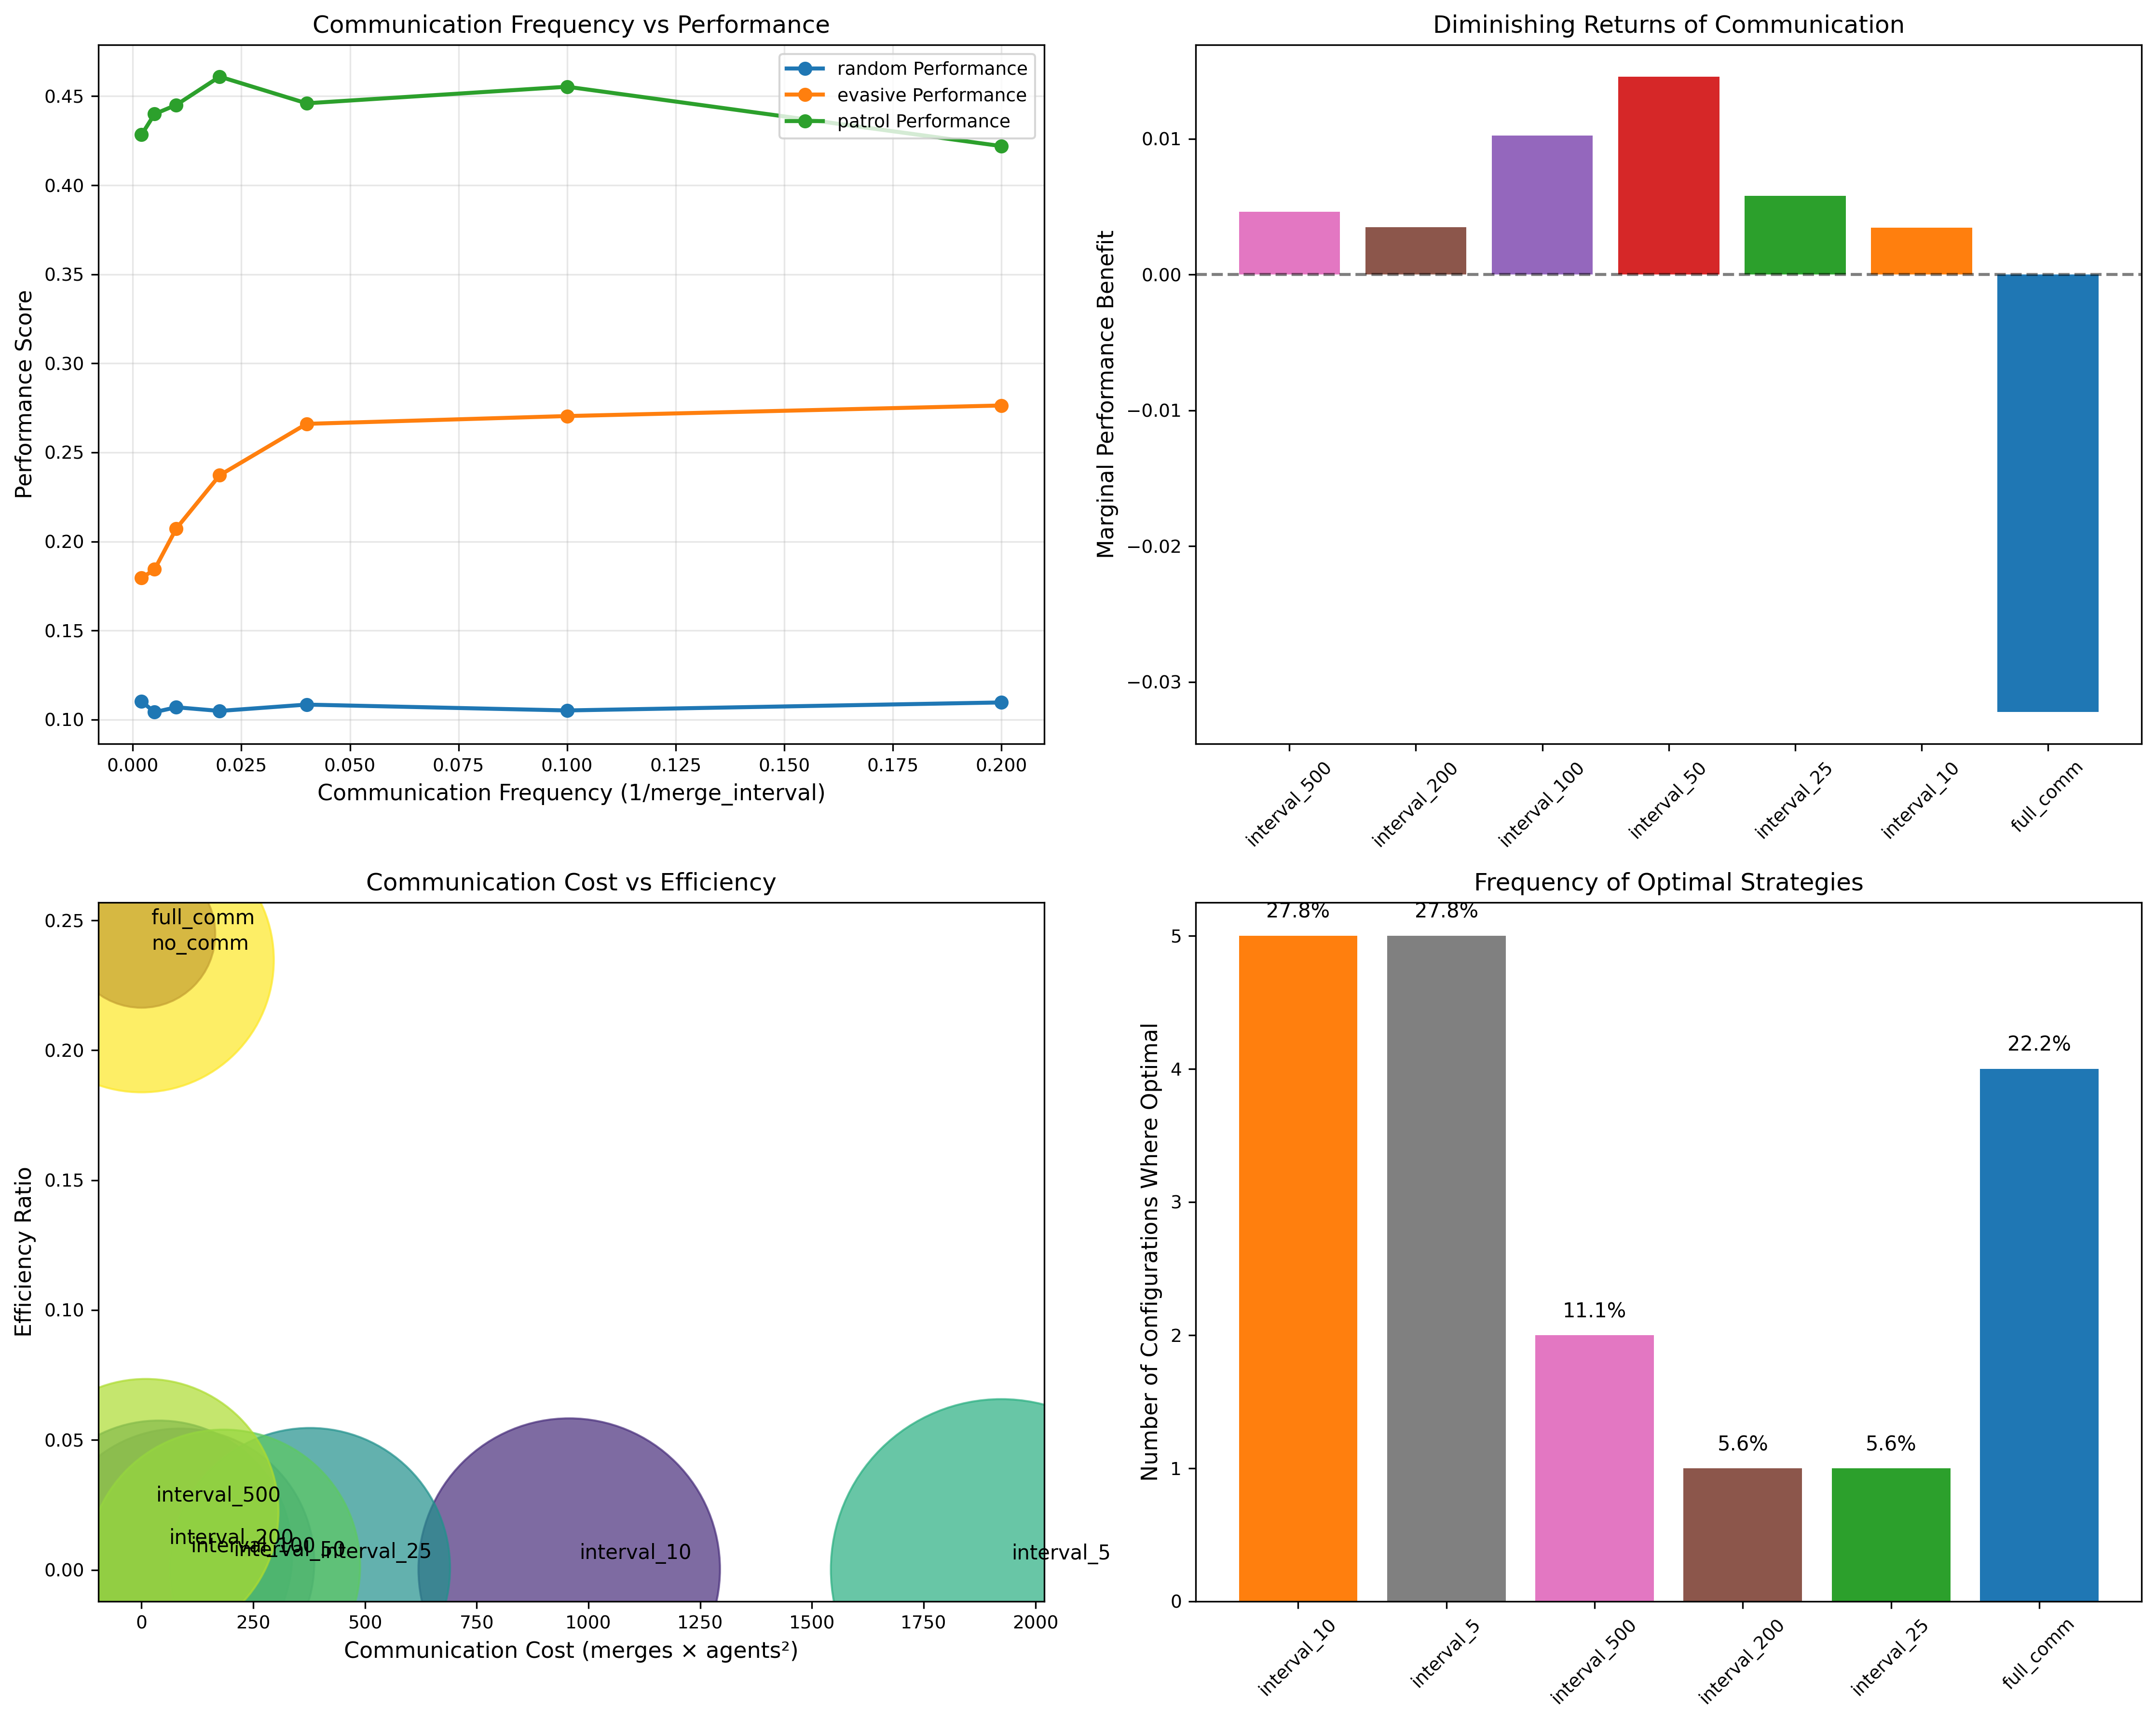 Communication Frequency vs Performance
Performance Score
0.45
0.40
0.35
0.30
0.25
0.20
0.15
0.10
random Performance
evasive Performance
patrol Performance
0.000 0.025 0.050 0.075 0.100 0.125 0.150 0.175 0.200
Communication Frequency (1/merge_interval)
Diminishing Returns of Communication
Marginal Performance Benefit
0.01
0.00
−0.01
−0.02
−0.03
interval_500 interval_200 interval_100 interval_50 interval_25 interval_10 full_comm
Communication Cost vs Efficiency
Efficiency Ratio
0.25
0.20
0.15
0.10
0.05
0.00
full_comm
no_comm
interval_500
interval_200
interval_100
interval_50
interval_25
interval_10
interval_5
0 250 500 750 1000 1250 1500 1750 2000
Communication Cost (merges × agents²)
Frequency of Optimal Strategies
Number of Configurations Where Optimal
5
4
3
2
1
0
27.8% 27.8%
22.2%
11.1%
5.6% 5.6%
interval_10 interval_5 interval_500 interval_200 interval_25 full_comm